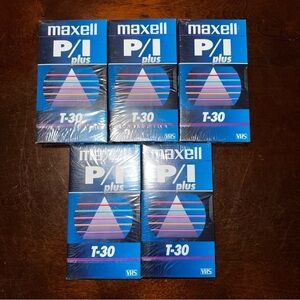 maxell maxell maxell
P/I P/I P/I
plus plus plus
T-30 T-30 T-30
VHS VHS VHS
maxell maxell
P/I P/I
plus plus
T-30 T-30
VHS VHS